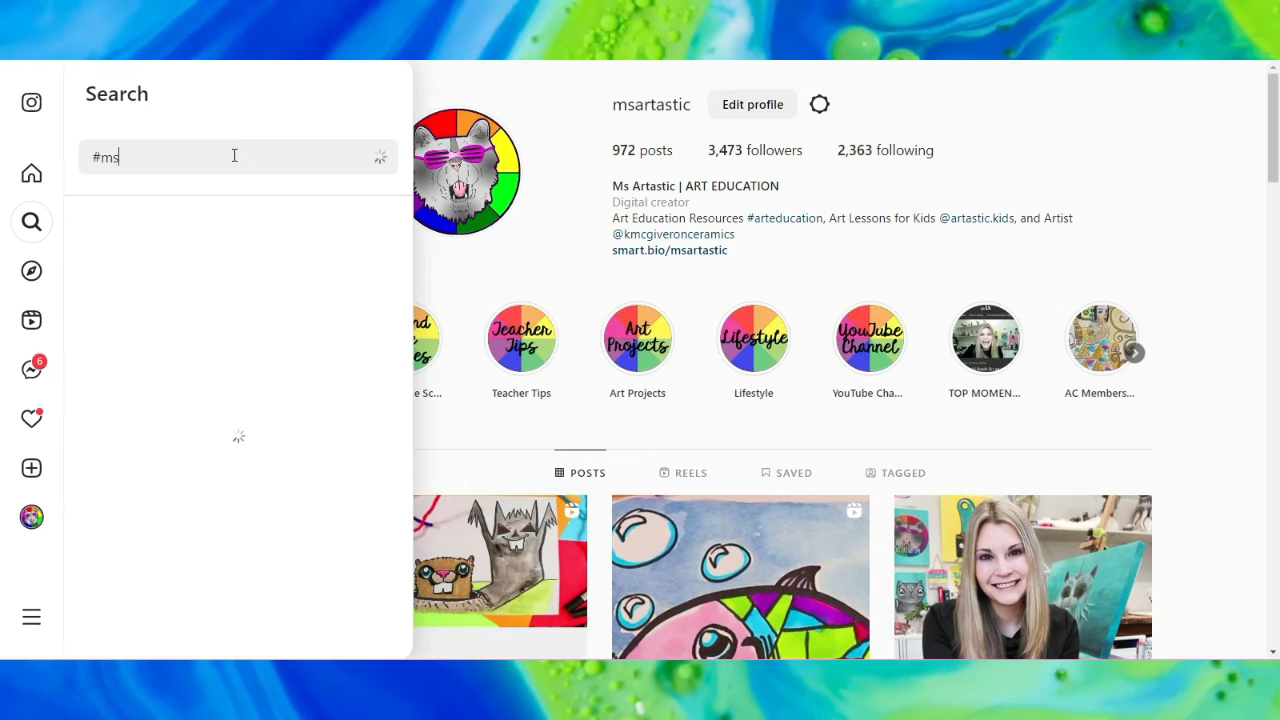 Search
#ms
6
msartastic
Edit profile
972 posts
3,473 followers
2,363 following
Ms Artastic | ART EDUCATION
Digital creator
Art Education Resources #arteducation, Art Lessons for Kids @artastic.kids, and Artist
@kmcgiveronceramics
smart.bio/msartastic
Teacher
Tips
Art
Projects
Lifestyle
YouTube
Channel
Teacher Tips
Art Projects
Lifestyle
YouTube Cha...
TOP MOMEN...
AC Members...
POSTS
REELS
SAVED
TAGGED